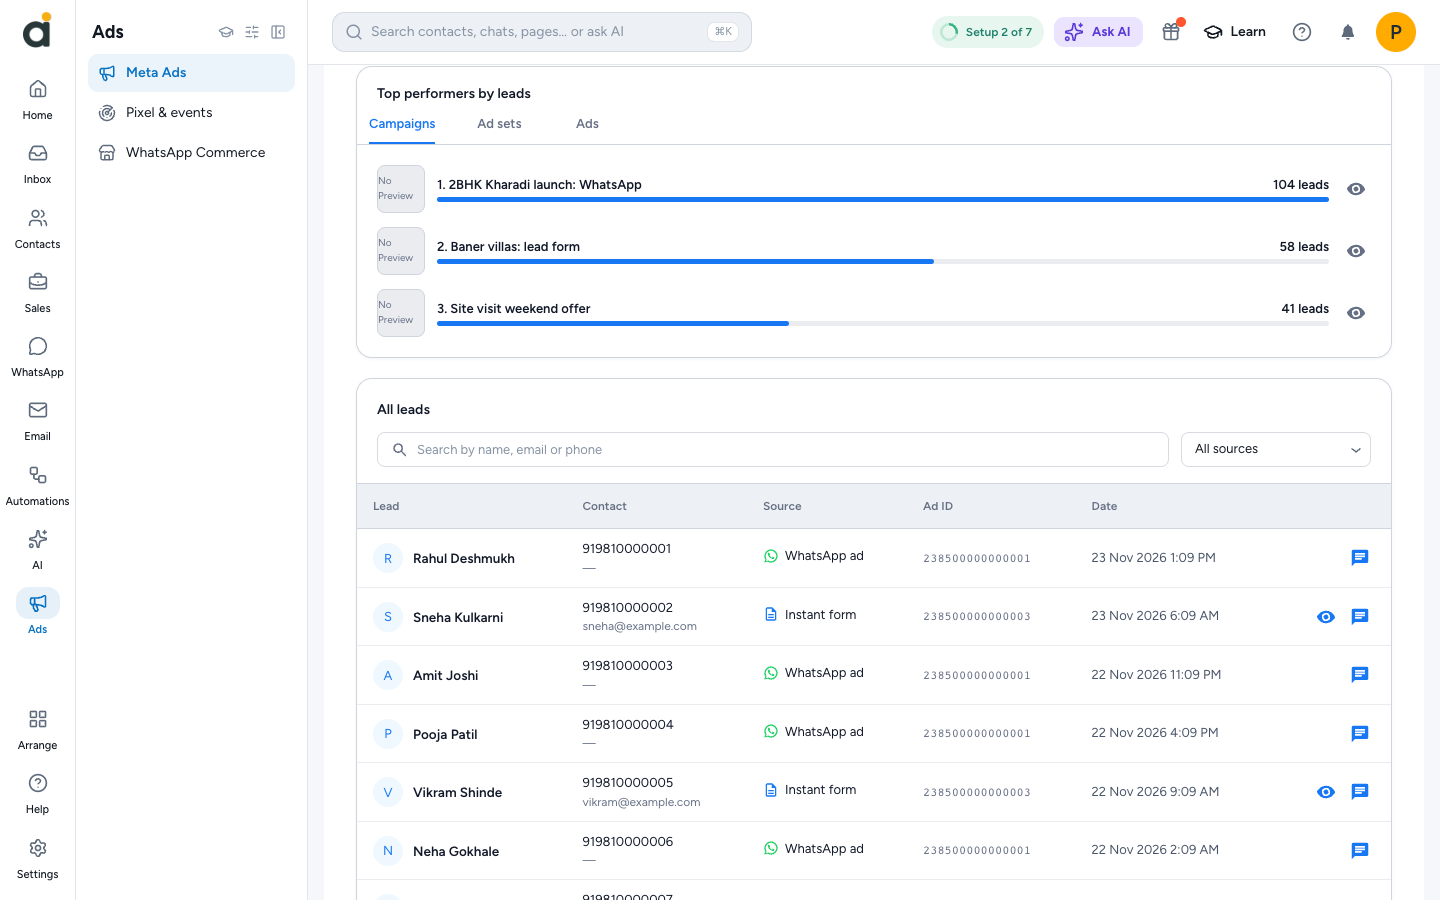 Ads
Search contacts, chats, pages... or ask AI
⌘K
Setup 2 of 7
Ask AI
Learn
P
Home
Inbox
Contacts
Sales
WhatsApp
Email
Automations
AI
Ads
Arrange
Help
Settings
Meta Ads
Pixel & events
WhatsApp Commerce
Top performers by leads
Campaigns
Ad sets
Ads
No Preview
1. 2BHK Kharadi launch: WhatsApp
104 leads
No Preview
2. Baner villas: lead form
58 leads
No Preview
3. Site visit weekend offer
41 leads
All leads
Search by name, email or phone
All sources
Lead Contact Source Ad ID Date
R Rahul Deshmukh 919810000001 — WhatsApp ad 238500000000001 23 Nov 2026 1:09 PM
S Sneha Kulkarni 919810000002 sneha@example.com Instant form 238500000000003 23 Nov 2026 6:09 AM
A Amit Joshi 919810000003 — WhatsApp ad 238500000000001 22 Nov 2026 11:09 PM
P Pooja Patil 919810000004 — WhatsApp ad 238500000000001 22 Nov 2026 4:09 PM
V Vikram Shinde 919810000005 vikram@example.com Instant form 238500000000003 22 Nov 2026 9:09 AM
N Neha Gokhale 919810000006 — WhatsApp ad 238500000000001 22 Nov 2026 2:09 AM